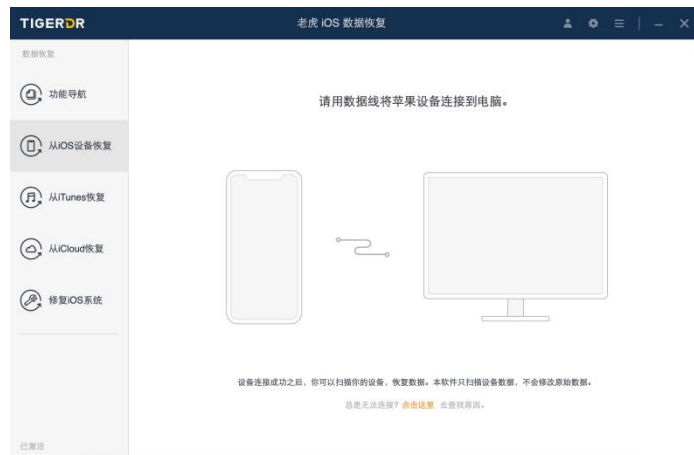 TIGERDR
老虎 iOS 数据恢复
数据恢复
功能导航
从iOS设备恢复
从iTunes恢复
从iCloud恢复
修复iOS系统
已激活
请用数据线将苹果设备连接到电脑。
设备连接成功之后，你可以扫描你的设备，恢复数据。本软件只扫描设备数据，不会修改原始数据。
总是无法连接? 点击这里 去查找原因。